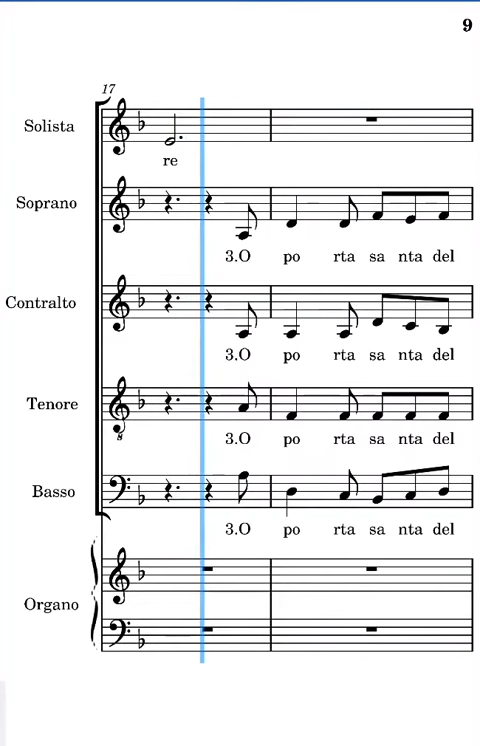 9
17
Solista
re
Soprano
3.O po rta sa nta del
Contralto
3.O po rta sa nta del
Tenore
8
3.O po rta sa nta del
Basso
3.O po rta sa nta del
Organo